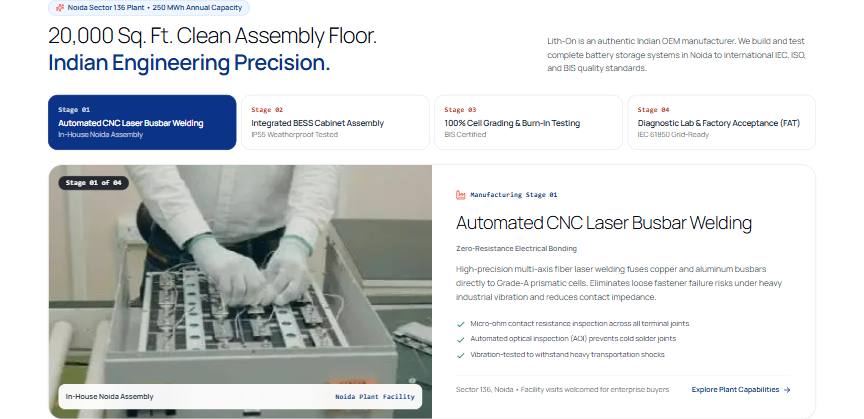 Noida Sector 136 Plant • 250 MWh Annual Capacity
20,000 Sq. Ft. Clean Assembly Floor.
Indian Engineering Precision.
Lith-On is an authentic Indian OEM manufacturer. We build and test
complete battery storage systems in Noida to international IEC, ISO,
and BIS quality standards.
Stage 01
Automated CNC Laser Busbar Welding
In-House Noida Assembly
Stage 02
Integrated BESS Cabinet Assembly
IP55 Weatherproof Tested
Stage 03
100% Cell Grading & Burn-In Testing
BIS Certified
Stage 04
Diagnostic Lab & Factory Acceptance (FAT)
IEC 61850 Grid-Ready
Stage 01 of 04
In-House Noida Assembly
Noida Plant Facility
Manufacturing Stage 01
Automated CNC Laser Busbar Welding
Zero-Resistance Electrical Bonding
High-precision multi-axis fiber laser welding fuses copper and aluminum busbars
directly to Grade-A prismatic cells. Eliminates loose fastener failure risks under heavy
industrial vibration and reduces contact impedance.
Micro-ohm contact resistance inspection across all terminal joints
Automated optical inspection (AOI) prevents cold solder joints
Vibration-tested to withstand heavy transportation shocks
Sector 136, Noida • Facility visits welcomed for enterprise buyers
Explore Plant Capabilities →